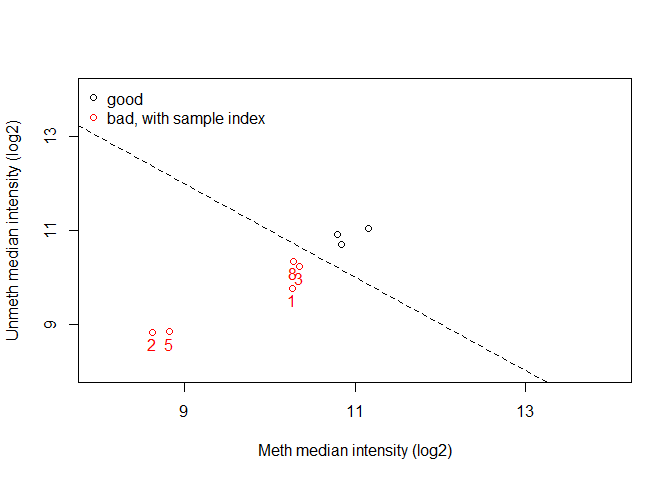 good
bad, with sample index
Unmeth median intensity (log2)
13
11
9
8
3
1
2
5
9
11
13
Meth median intensity (log2)